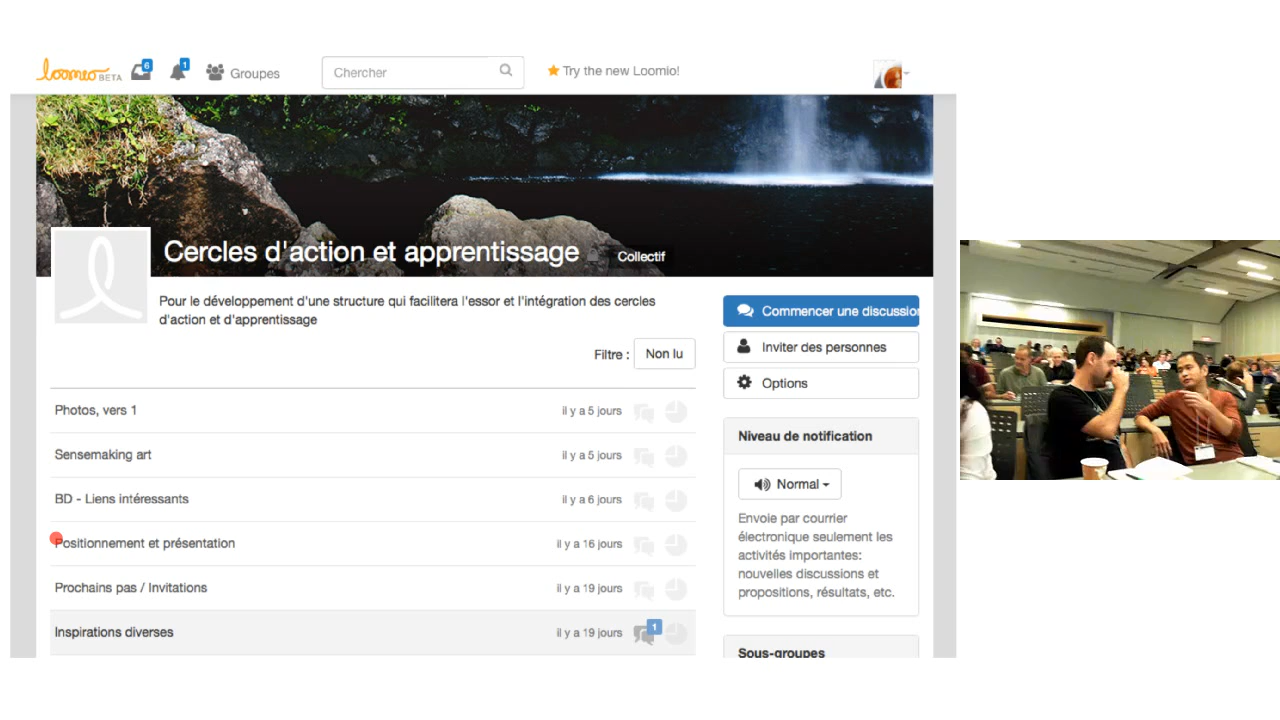 loomio BETA
6
1
Groupes
Chercher
Try the new Loomio!
Cercles d'action et apprentissage
Collectif
Pour le développement d'une structure qui facilitera l'essor et l'intégration des cercles
d'action et d'apprentissage
Filtre :
Non lu
Photos, vers 1
il y a 5 jours
Sensemaking art
il y a 5 jours
BD - Liens intéressants
il y a 6 jours
Positionnement et présentation
il y a 16 jours
Prochains pas / Invitations
il y a 19 jours
Inspirations diverses
il y a 19 jours
1
Commencer une discussion
Inviter des personnes
Options
Niveau de notification
Normal
Envoie par courrier
électronique seulement les
activités importantes:
nouvelles discussions et
propositions, résultats, etc.
Sous-groupes